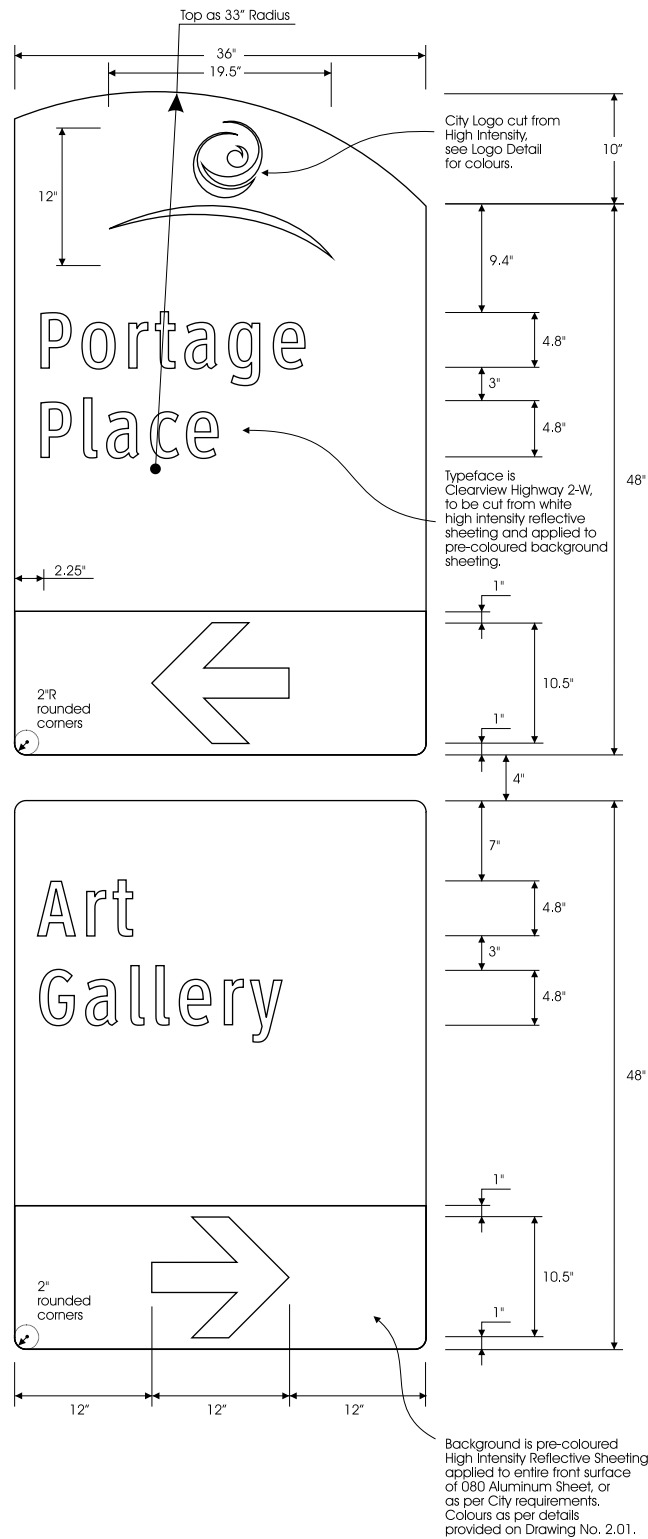 Top as 33” Radius
36"
19.5”
City Logo cut from
High Intensity,
see Logo Detail
for colours.
10”
12"
9.4"
Portage
4.8"
3"
Place
4.8"
48"
Typeface is
Clearview Highway 2-W,
to be cut from white
high intensity reflective
sheeting and applied to
pre-coloured background
sheeting.
2.25"
1"
10.5"
2"R
rounded
corners
1"
4"
7"
Art
4.8"
3"
Gallery
4.8"
48"
1"
10.5"
2"
rounded
corners
1"
12”
12”
12”
Background is pre-coloured
High Intensity Reflective Sheeting
applied to entire front surface
of 080 Aluminum Sheet, or
as per City requirements.
Colours as per details
provided on Drawing No. 2.01.